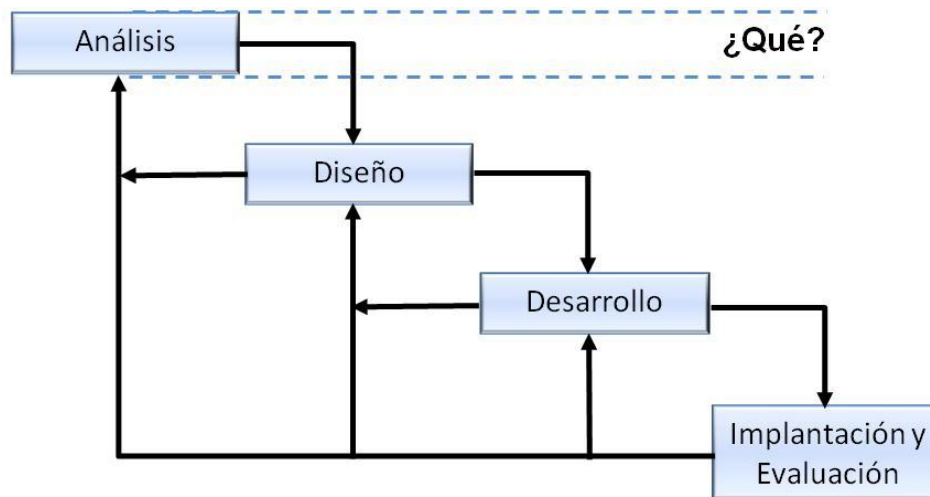 Análisis
¿Qué?
Diseño
Desarrollo
Implantación y
Evaluación